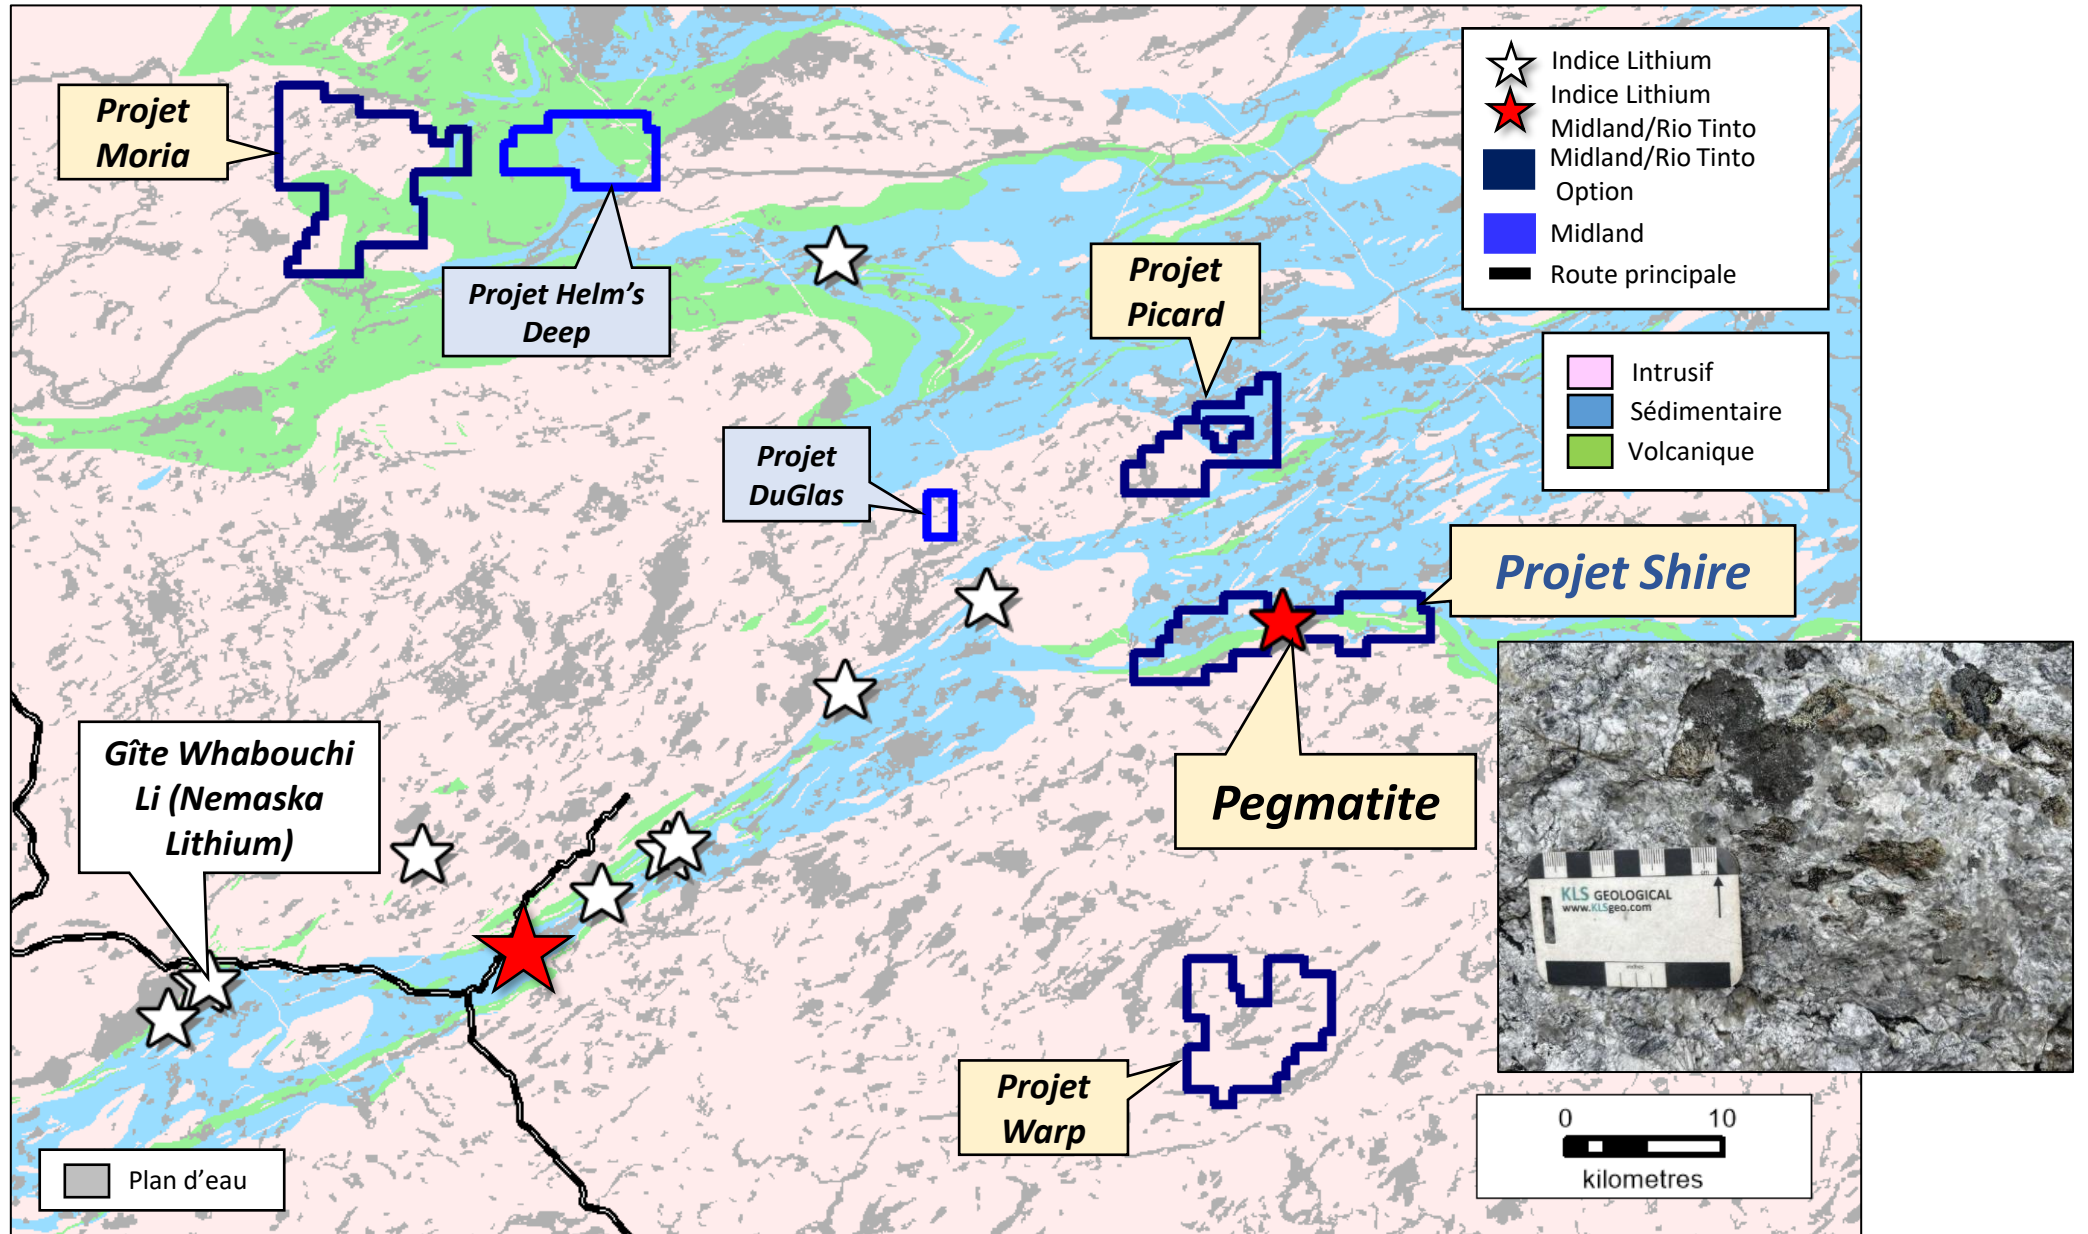 Projet
Moria
Projet Helm's
Deep
Projet
Picard
Indice Lithium
Indice Lithium
Midland/Rio Tinto
Midland/Rio Tinto
Option
Midland
Route principale
Intrusif
Sédimentaire
Volcanique
Projet
DuGlas
Projet Shire
Gîte Whabouchi
Li (Nemaska
Lithium)
Pegmatite
cm
KLS GEOLOGICAL
www.KLSgeo.com
inches
Projet
Warp
0 10
kilometres
Plan d'eau